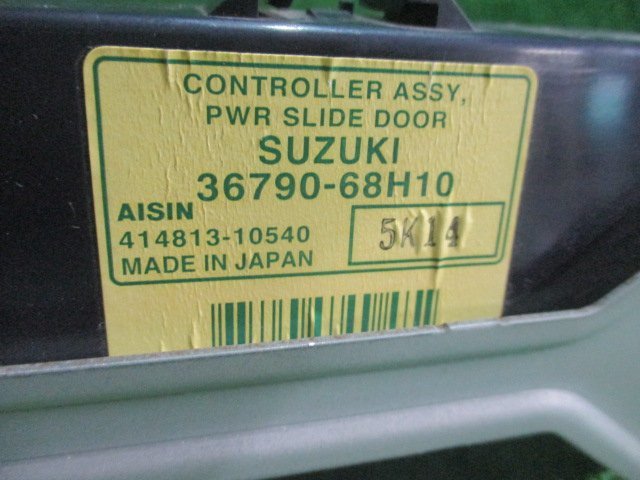 CONTROLLER ASSY,
PWR SLIDE DOOR
SUZUKI
36790-68H10
AISIN
414813-10540
5K14
MADE IN JAPAN